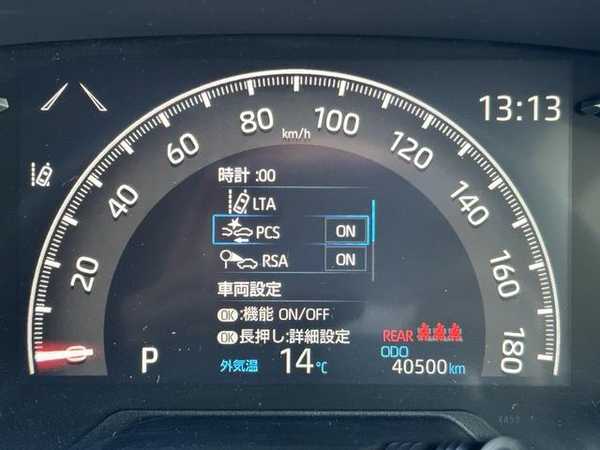 13:13
0
20
40
60
80
100
120
140
160
180
km/h
時計 :00
LTA
PCS ON
RSA ON
車両設定
OK :機能 ON/OFF
OK 長押し:詳細設定
P
外気温 14℃
REAR
ODO
40500km